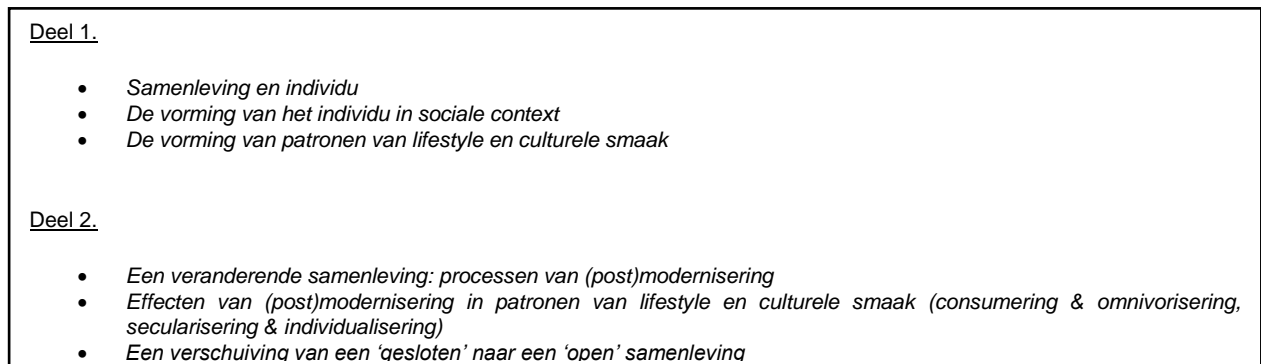 Deel 1.
• Samenleving en individu
• De vorming van het individu in sociale context
• De vorming van patronen van lifestyle en culturele smaak
Deel 2.
• Een veranderende samenleving: processen van (post)modernisering
• Effecten van (post)modernisering in patronen van lifestyle en culturele smaak (consumering & omnivorisering,
secularisering & individualisering)
• Een verschuiving van een ‘gesloten’ naar een ‘open’ samenleving